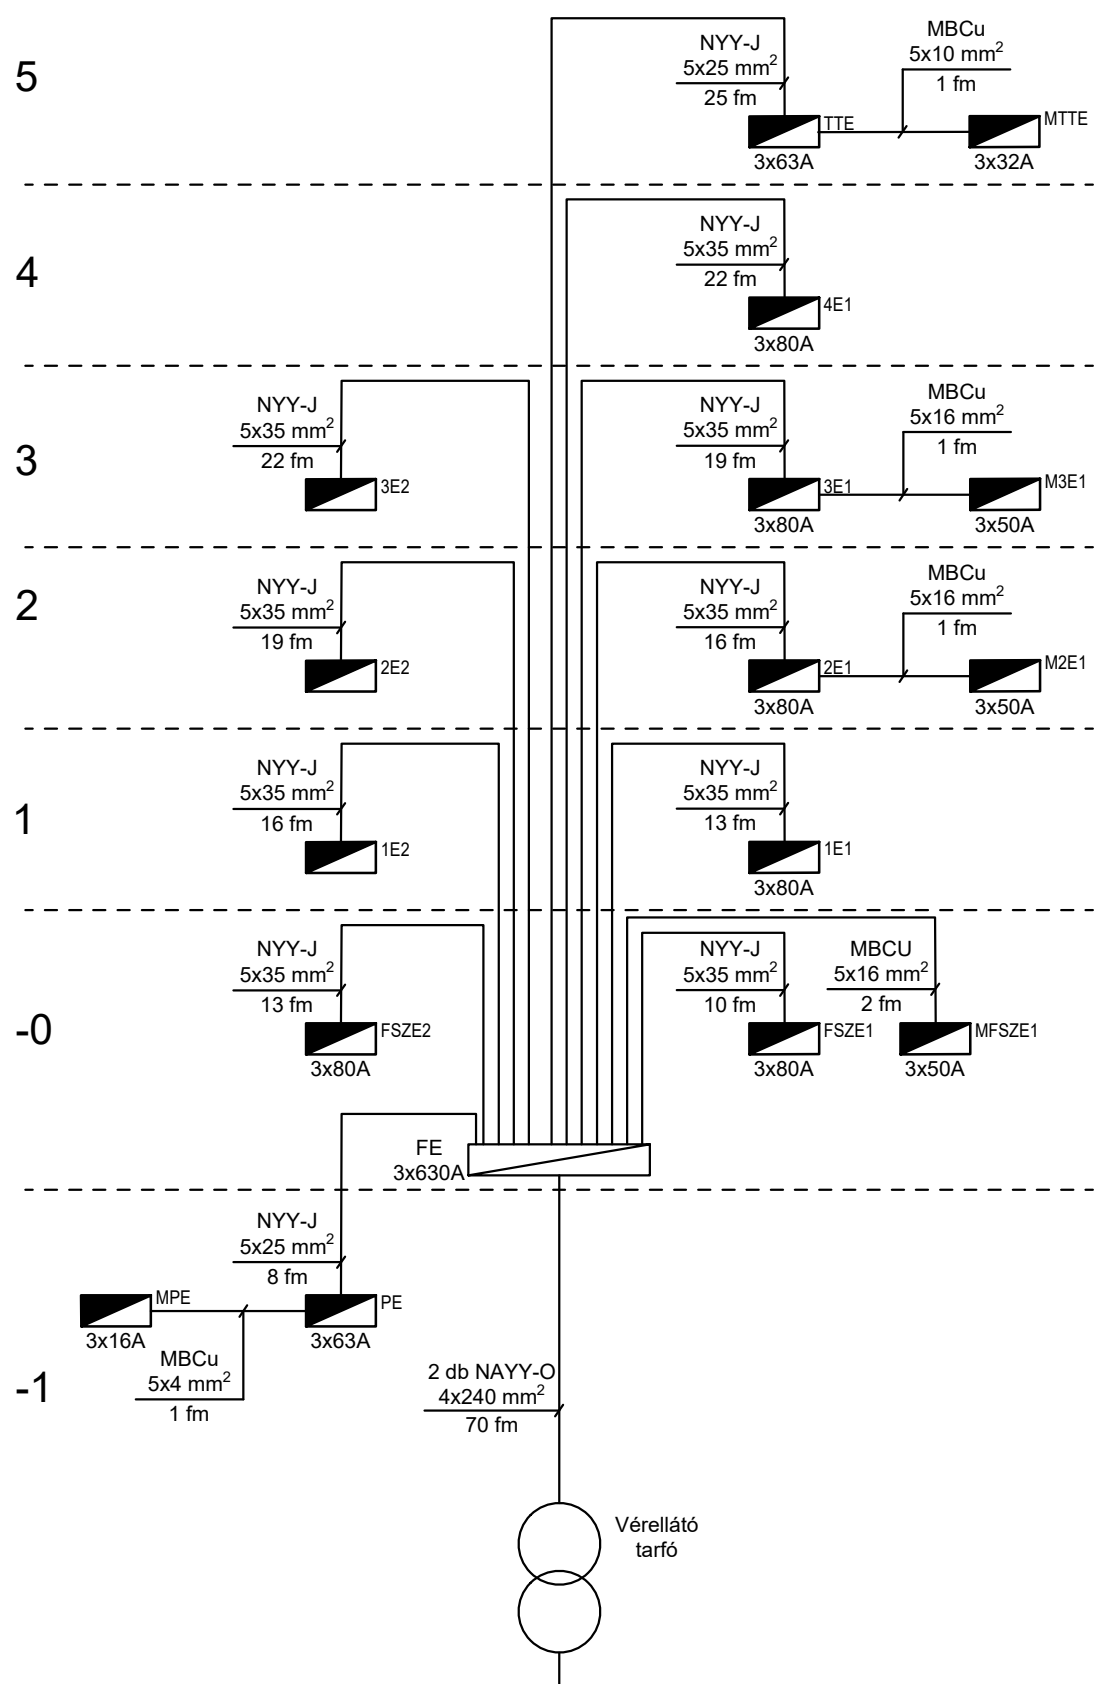 5
NYY-J
5x25 mm²
25 fm
TTE
3x63A
MBCu
5x10 mm²
1 fm
MTTE
3x32A
4
NYY-J
5x35 mm²
22 fm
4E1
3x80A
3
NYY-J
5x35 mm²
22 fm
3E2
NYY-J
5x35 mm²
19 fm
3E1
3x80A
MBCu
5x16 mm²
1 fm
M3E1
3x50A
2
NYY-J
5x35 mm²
19 fm
2E2
NYY-J
5x35 mm²
16 fm
2E1
3x80A
MBCu
5x16 mm²
1 fm
M2E1
3x50A
1
NYY-J
5x35 mm²
16 fm
1E2
NYY-J
5x35 mm²
13 fm
1E1
3x80A
-0
NYY-J
5x35 mm²
13 fm
FSZE2
3x80A
NYY-J
5x35 mm²
10 fm
FSZE1
3x80A
MBCU
5x16 mm²
2 fm
MFSZE1
3x50A
FE
3x630A
-1
NYY-J
5x25 mm²
8 fm
PE
3x63A
MPE
3x16A
MBCu
5x4 mm²
1 fm
2 db NAYY-O
4x240 mm²
70 fm
Vérellátó
tarfó